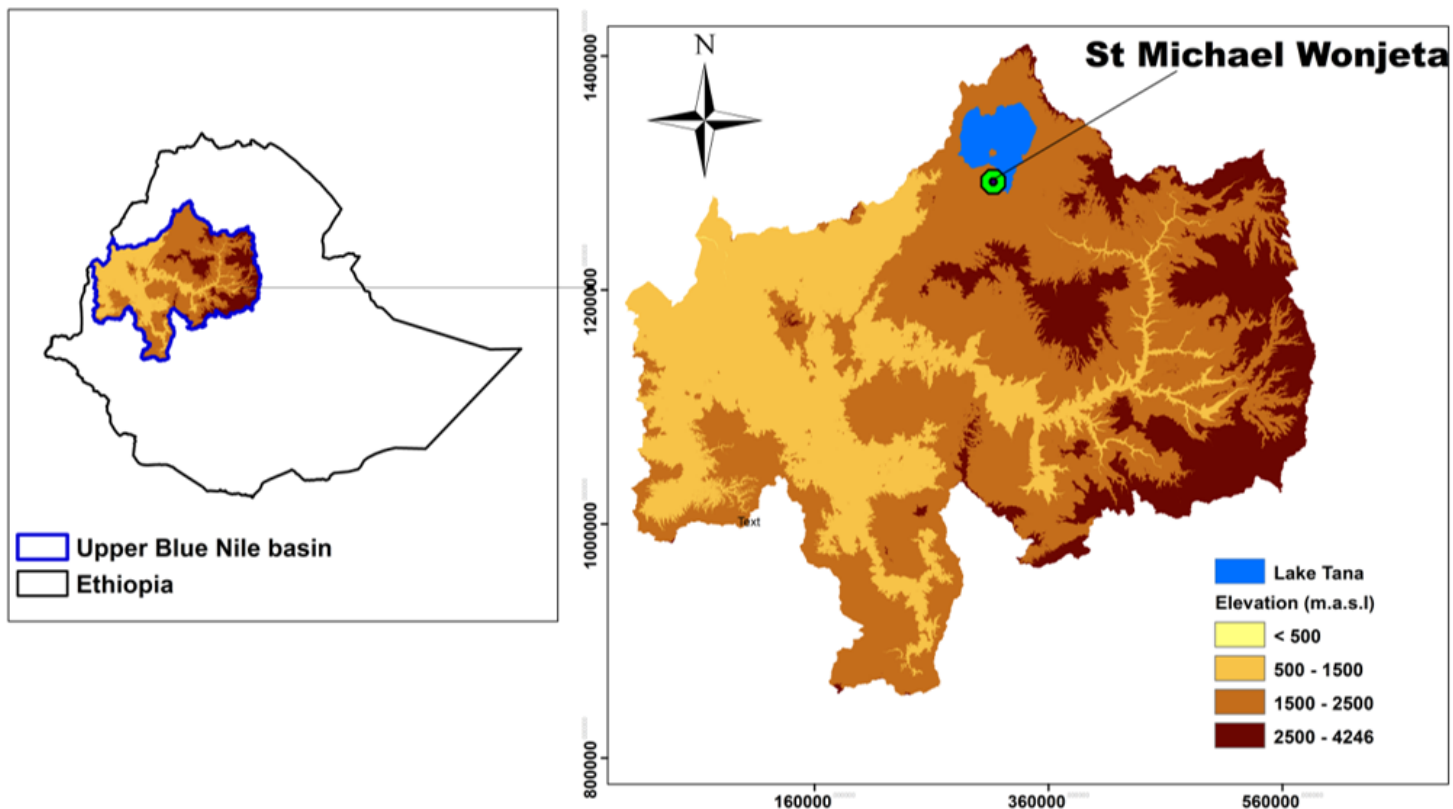 Upper Blue Nile basin
Ethiopia
N
St Michael Wonjeta
1400000
1200000
1000000
800000
Text
Lake Tana
Elevation (m.a.s.l)
< 500
500 - 1500
1500 - 2500
2500 - 4246
160000
360000
560000